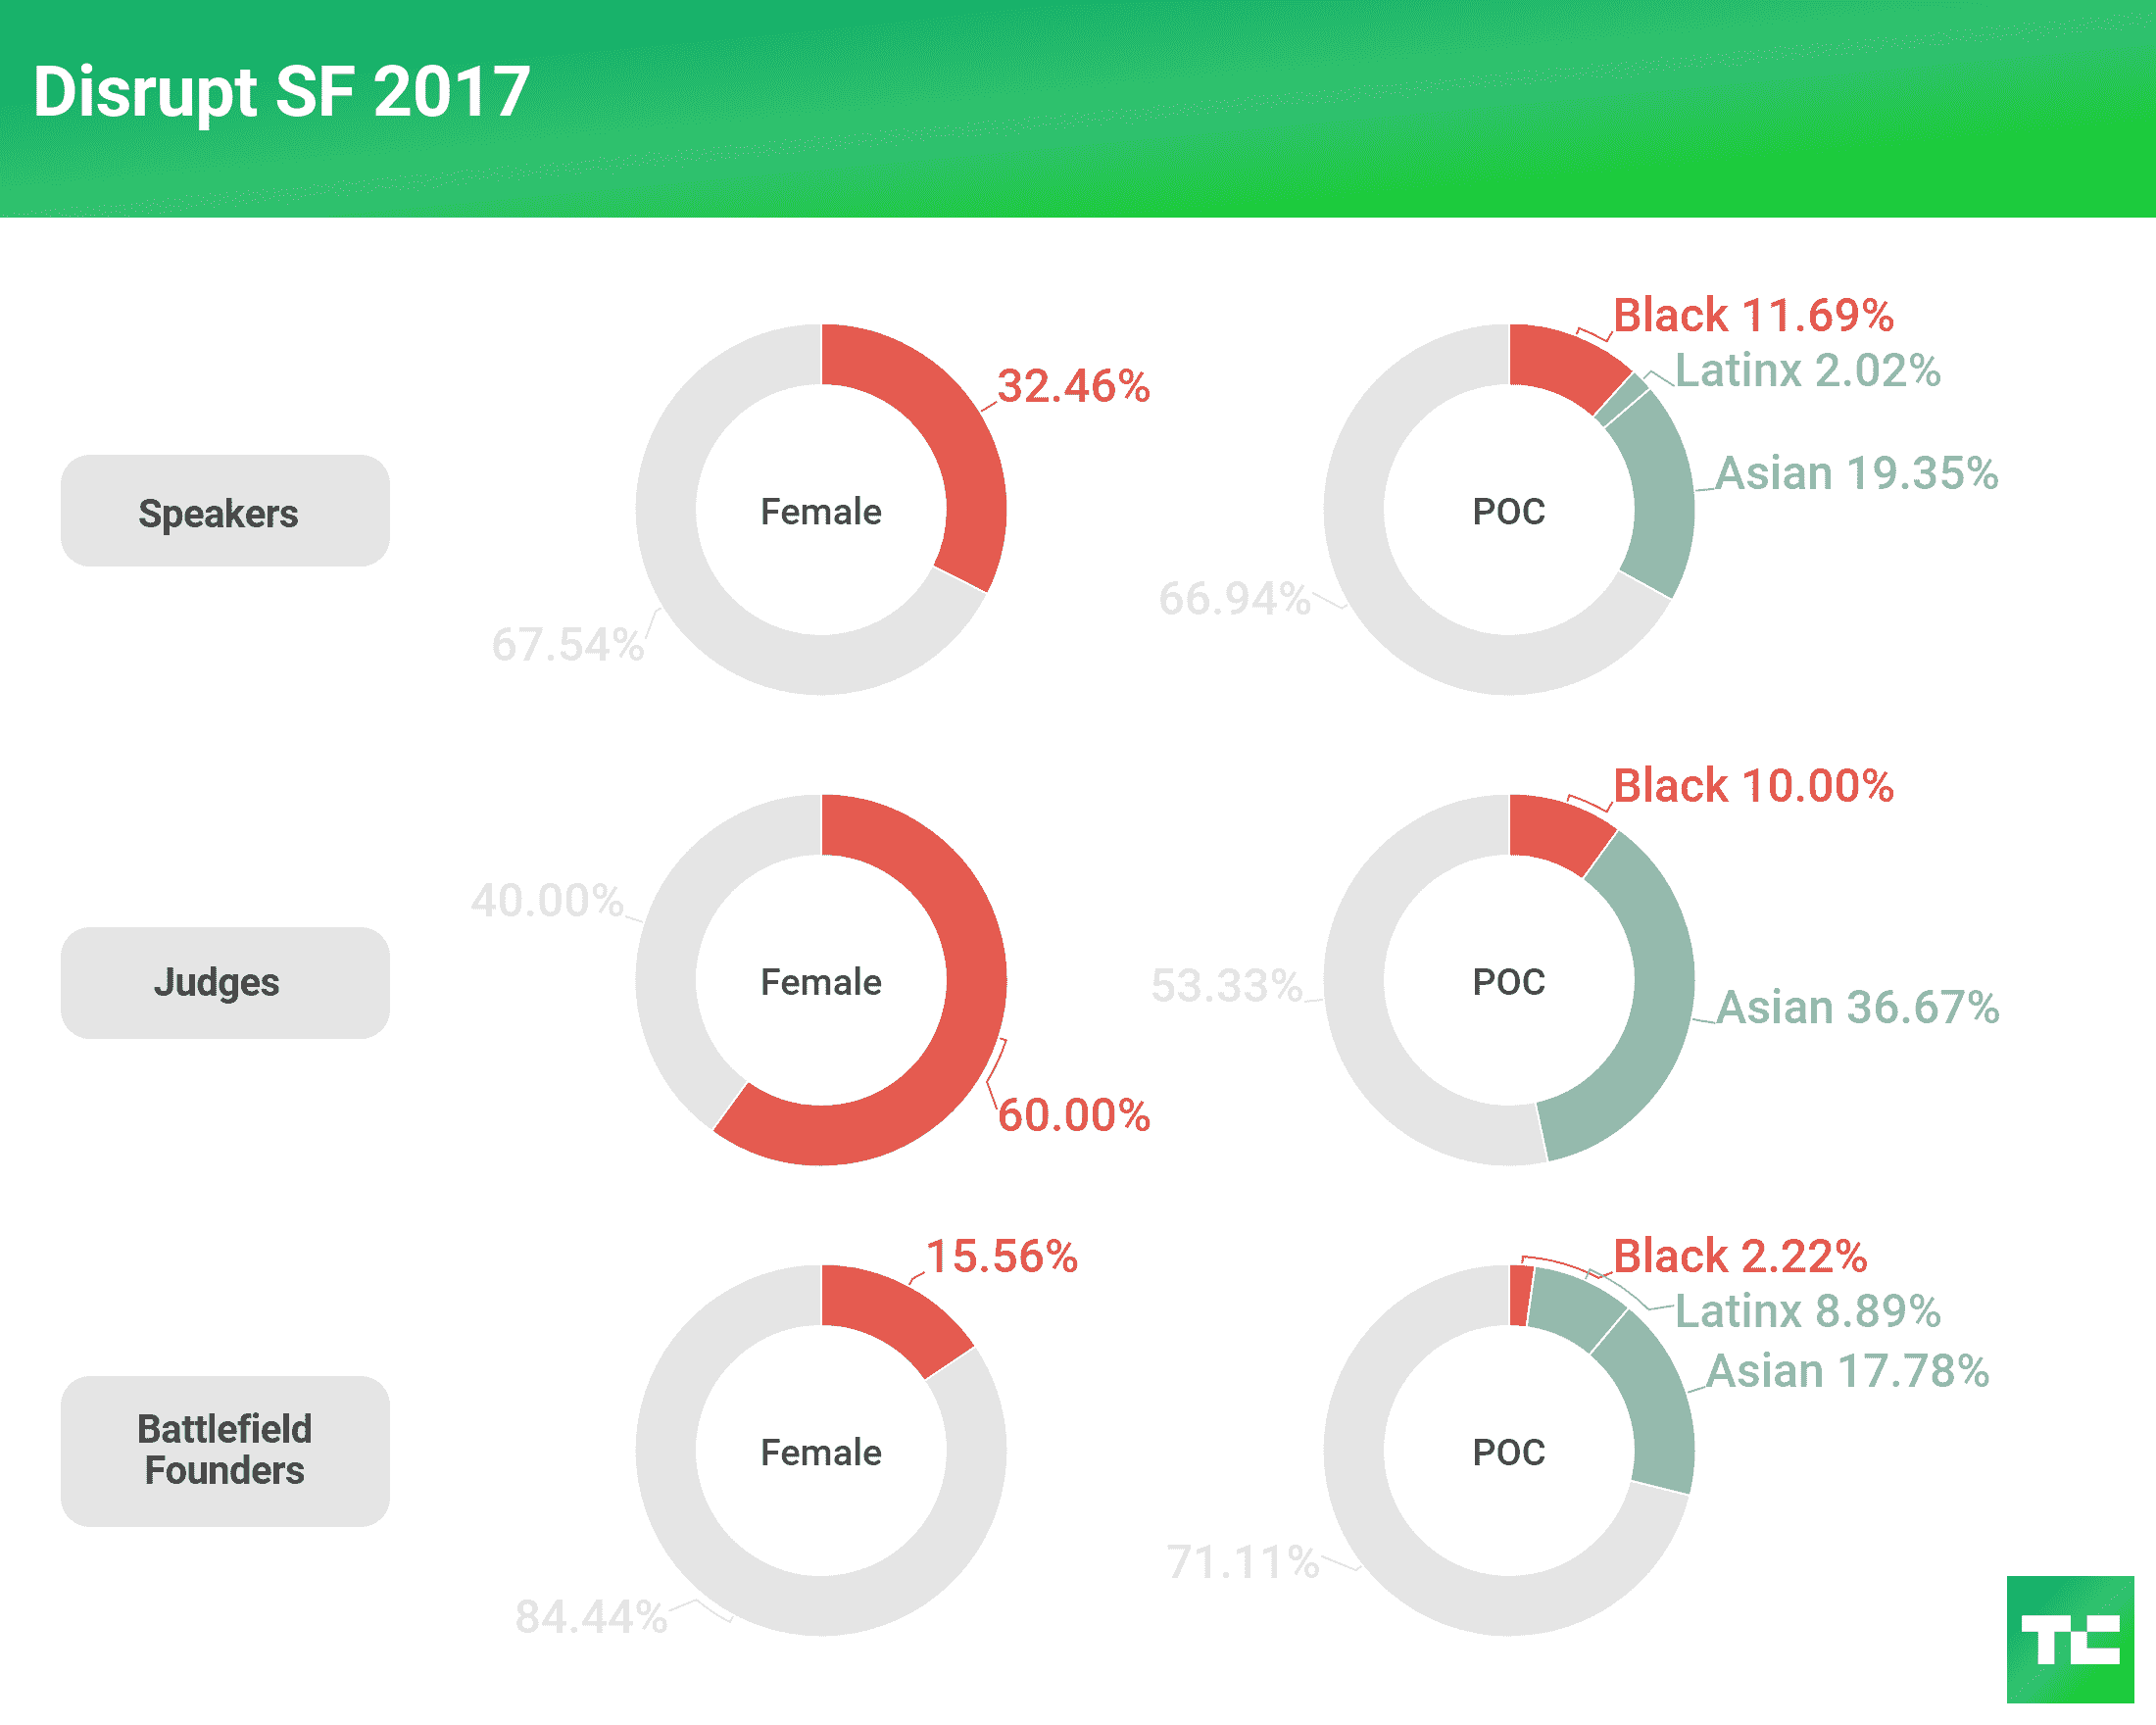 Disrupt SF 2017
Speakers
Female
32.46%
67.54%
POC
Black 11.69%
Latinx 2.02%
Asian 19.35%
66.94%
Judges
Female
40.00%
60.00%
POC
Black 10.00%
Asian 36.67%
53.33%
Battlefield
Founders
Female
15.56%
84.44%
POC
Black 2.22%
Latinx 8.89%
Asian 17.78%
71.11%
TC